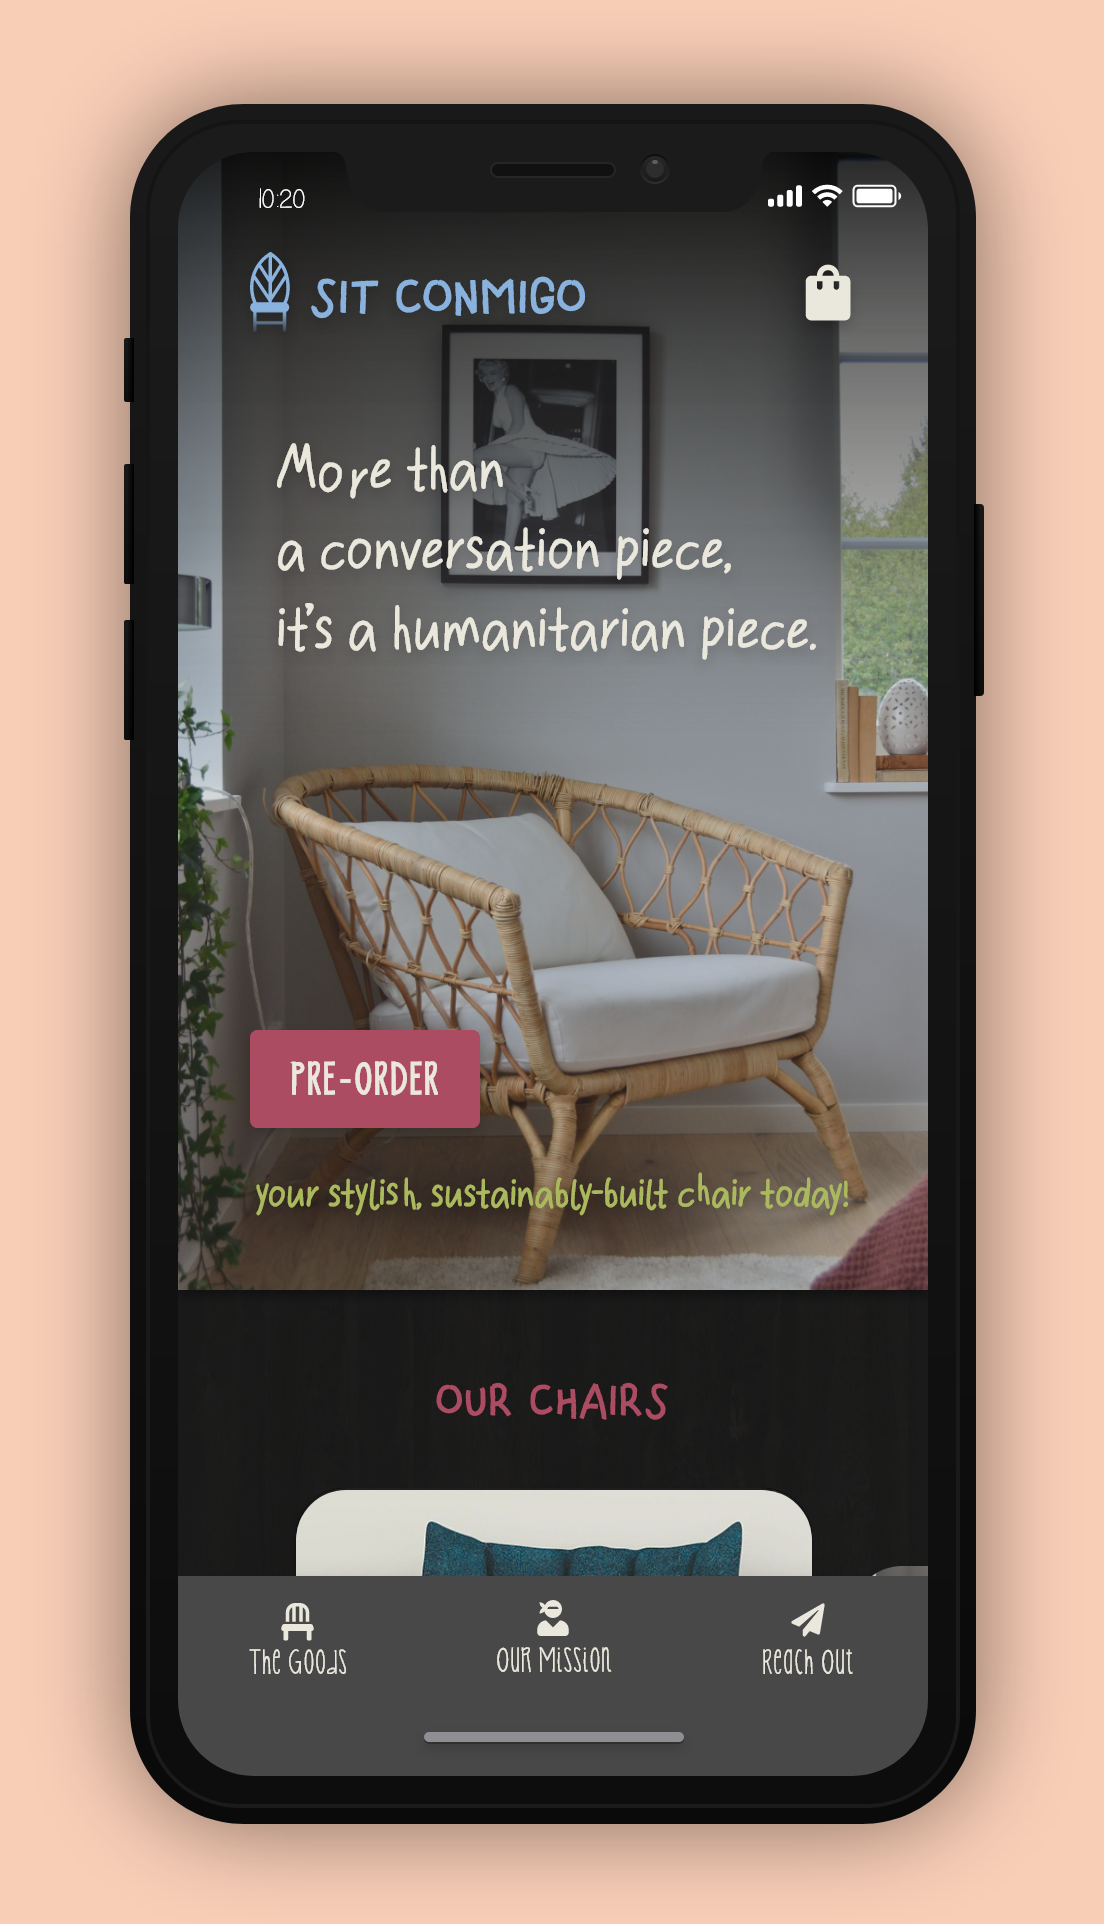 10:20
SIT CONMIGO
More than
a conversation piece,
it's a humanitarian piece.
PRE-ORDER
your stylish, sustainably-built chair today!
OUR CHAIRS
The Goods
Our Mission
Reach Out